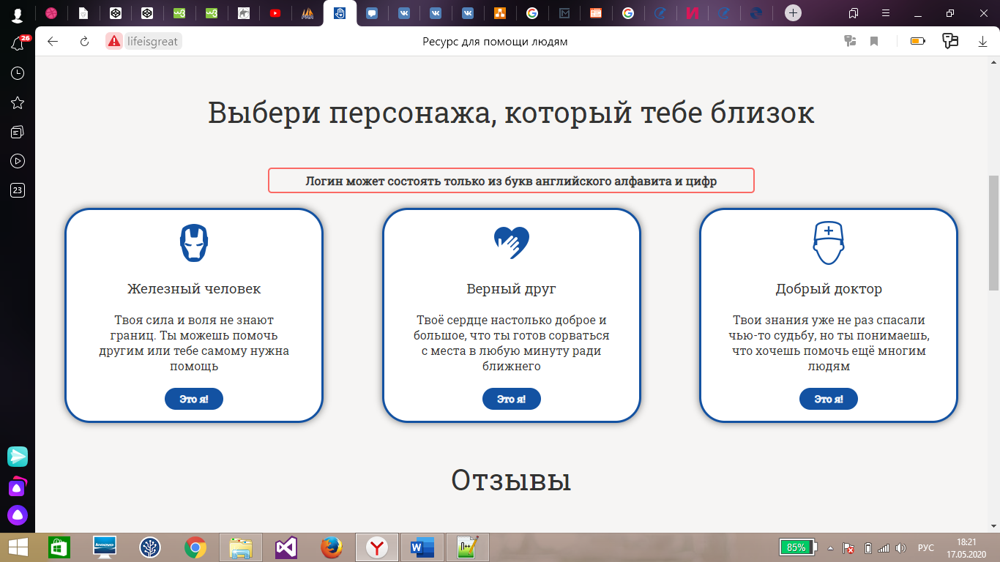 26
lifeisgreat
Ресурс для помощи людям
23
Выбери персонажа, который тебе близок
Логин может состоять только из букв английского алфавита и цифр
Железный человек
Твоя сила и воля не знают
границ. Ты можешь помочь
другим или тебе самому нужна
помощь
Это я!
Верный друг
Твоё сердце настолько доброе и
большое, что ты готов сорваться
с места в любую минуту ради
ближнего
Это я!
Добрый доктор
Твои знания уже не раз спасали
чью-то судьбу, но ты понимаешь,
что хочешь помочь ещё многим
людям
Это я!
Отзывы
85%
РУС
18:21
17.05.2020